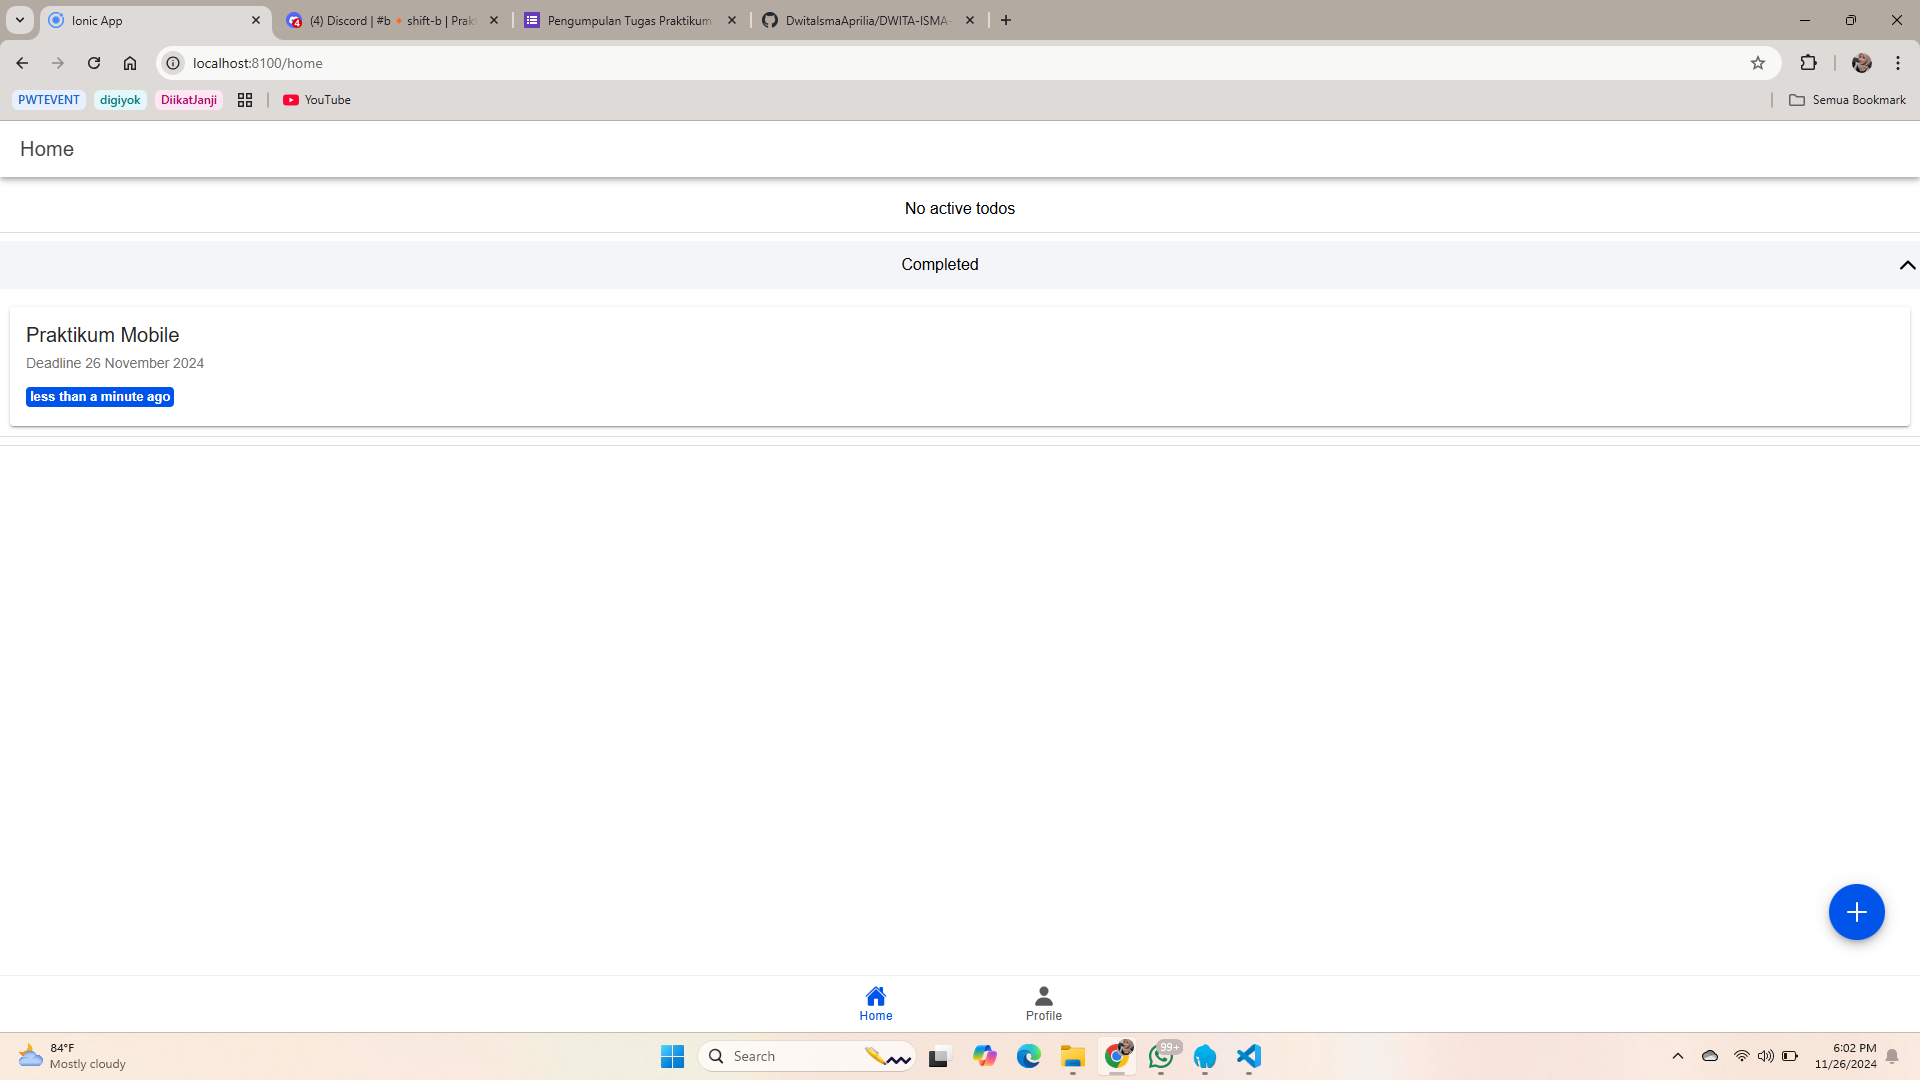 Ionic App
(4) Discord | #b 🔸 shift-b | Prakt
Pengumpulan Tugas Praktikum
DwitaIsmaAprilia/DWITA-ISMA-
localhost:8100/home
PWTEVENT
digiyok
DiikatJanji
YouTube
Semua Bookmark
Home
No active todos
Completed
Praktikum Mobile
Deadline 26 November 2024
less than a minute ago
Home
Profile
84°F
Mostly cloudy
Search
99+
6:02 PM
11/26/2024